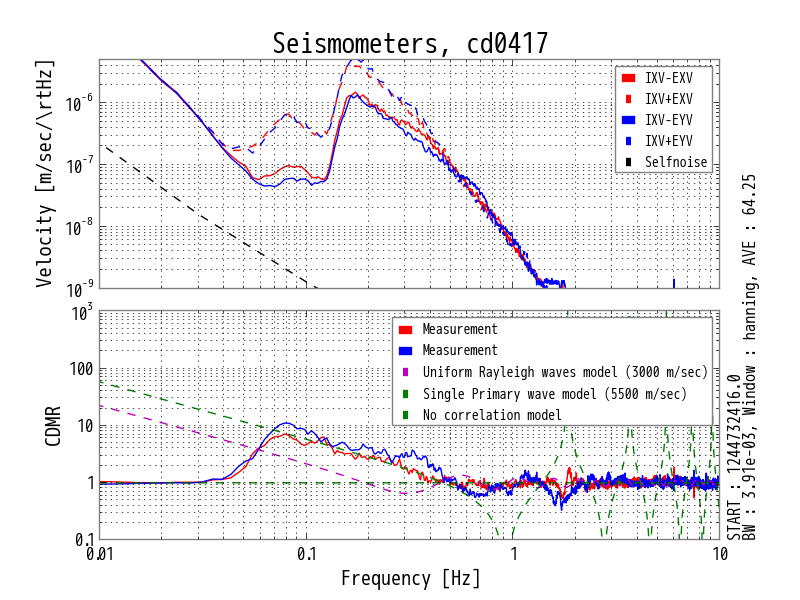 Seismometers, cd0417
Velocity [m/sec/\rtHz]
10-6
10-7
10-8
10-9
IXV-EXV
IXV+EXV
IXV-EYV
IXV+EYV
Selfnoise
CDMR
103
100
10
1
0.1
Measurement
Measurement
Uniform Rayleigh waves model (3000 m/sec)
Single Primary wave model (5500 m/sec)
No correlation model
0.01
0.1
1
10
Frequency [Hz]
START : 1244732416.0
BW : 3.91e-03, Window : hanning, AVE : 64.25